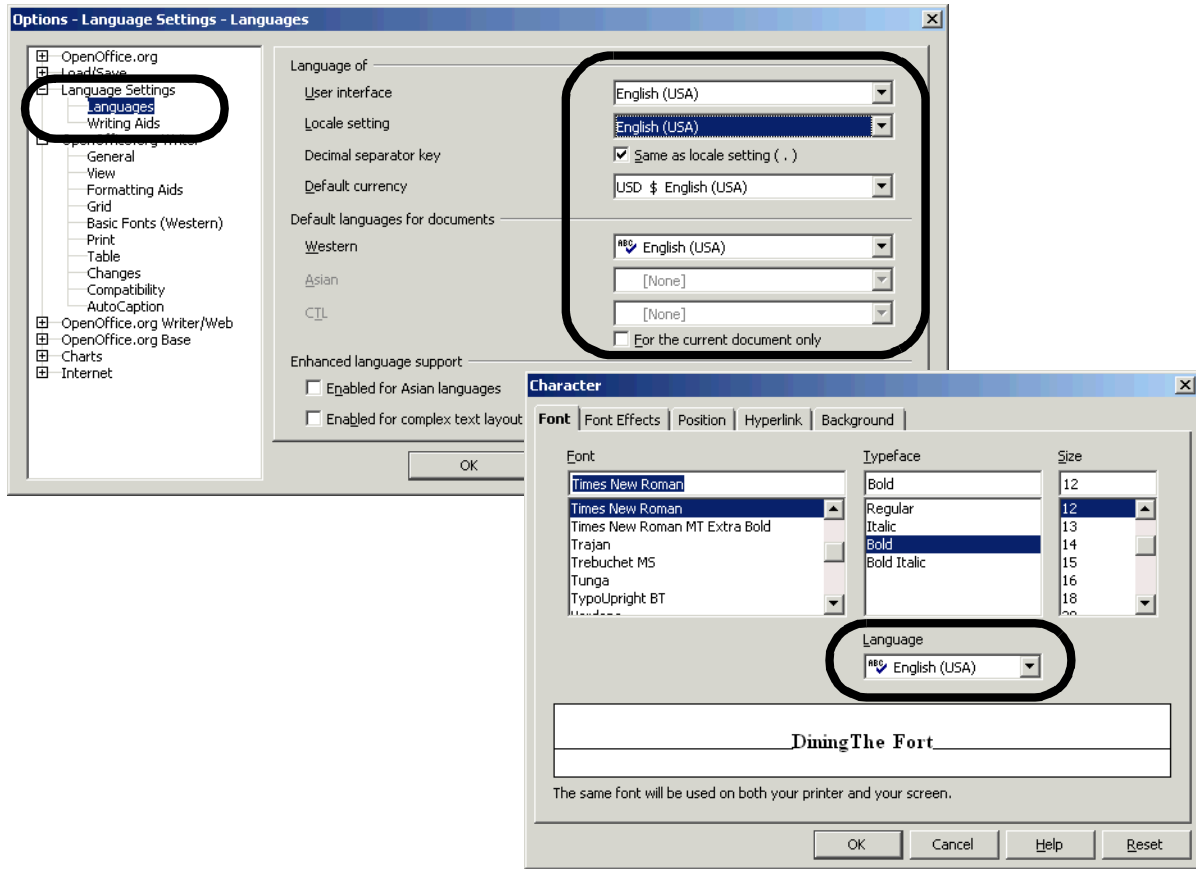 Options - Language Settings - Languages
OpenOffice.org
Load/Save
Language Settings
Languages
Writing Aids
OpenOffice.org Writer
General
View
Formatting Aids
Grid
Basic Fonts (Western)
Print
Table
Changes
Compatibility
AutoCaption
OpenOffice.org Writer/Web
OpenOffice.org Base
Charts
Internet
Language of
User interface English (USA)
Locale setting English (USA)
Decimal separator key Same as locale setting ( . )
Default currency USD $ English (USA)
Default languages for documents
Western ABC English (USA)
Asian [None]
CTL [None]
For the current document only
Enhanced language support
Enabled for Asian languages
Enabled for complex text layout
OK
Character
Font Font Effects Position Hyperlink Background
Font Typeface Size
Times New Roman Bold 12
Times New Roman Regular 12
Times New Roman MT Extra Bold Italic 13
Trajan Bold 14
Trebuchet MS Bold Italic 15
Tunga 16
TypoUpright BT 18
Language
ABC English (USA)
DiningThe Fort
The same font will be used on both your printer and your screen.
OK Cancel Help Reset